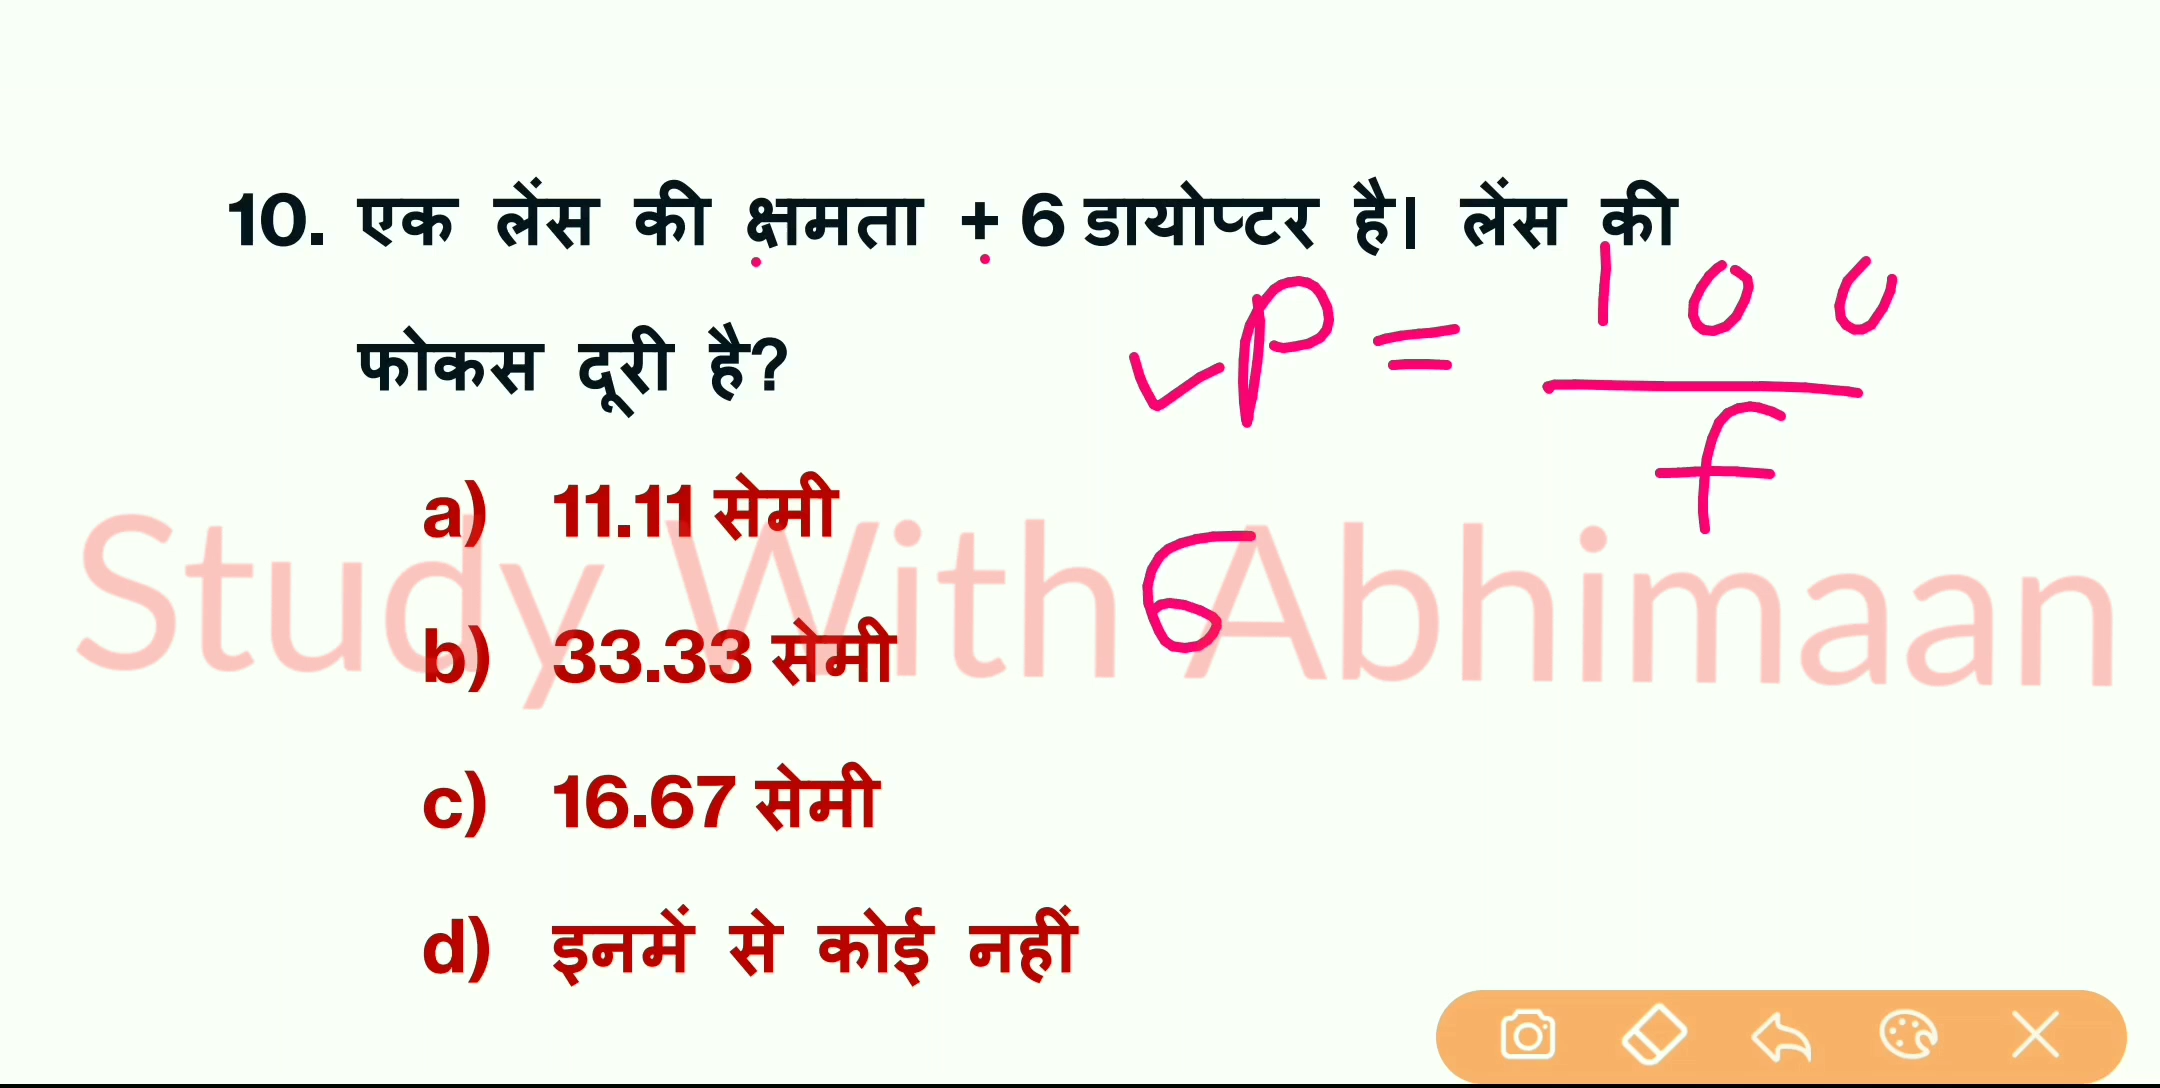 10. एक लेंस की क्षमता + 6 डायोप्टर है। लेंस की
फोकस दूरी है?
P = 100
f
6
a) 11.11 सेमी
b) 33.33 सेमी
c) 16.67 सेमी
d) इनमें से कोई नहीं
Study With Abhimaan